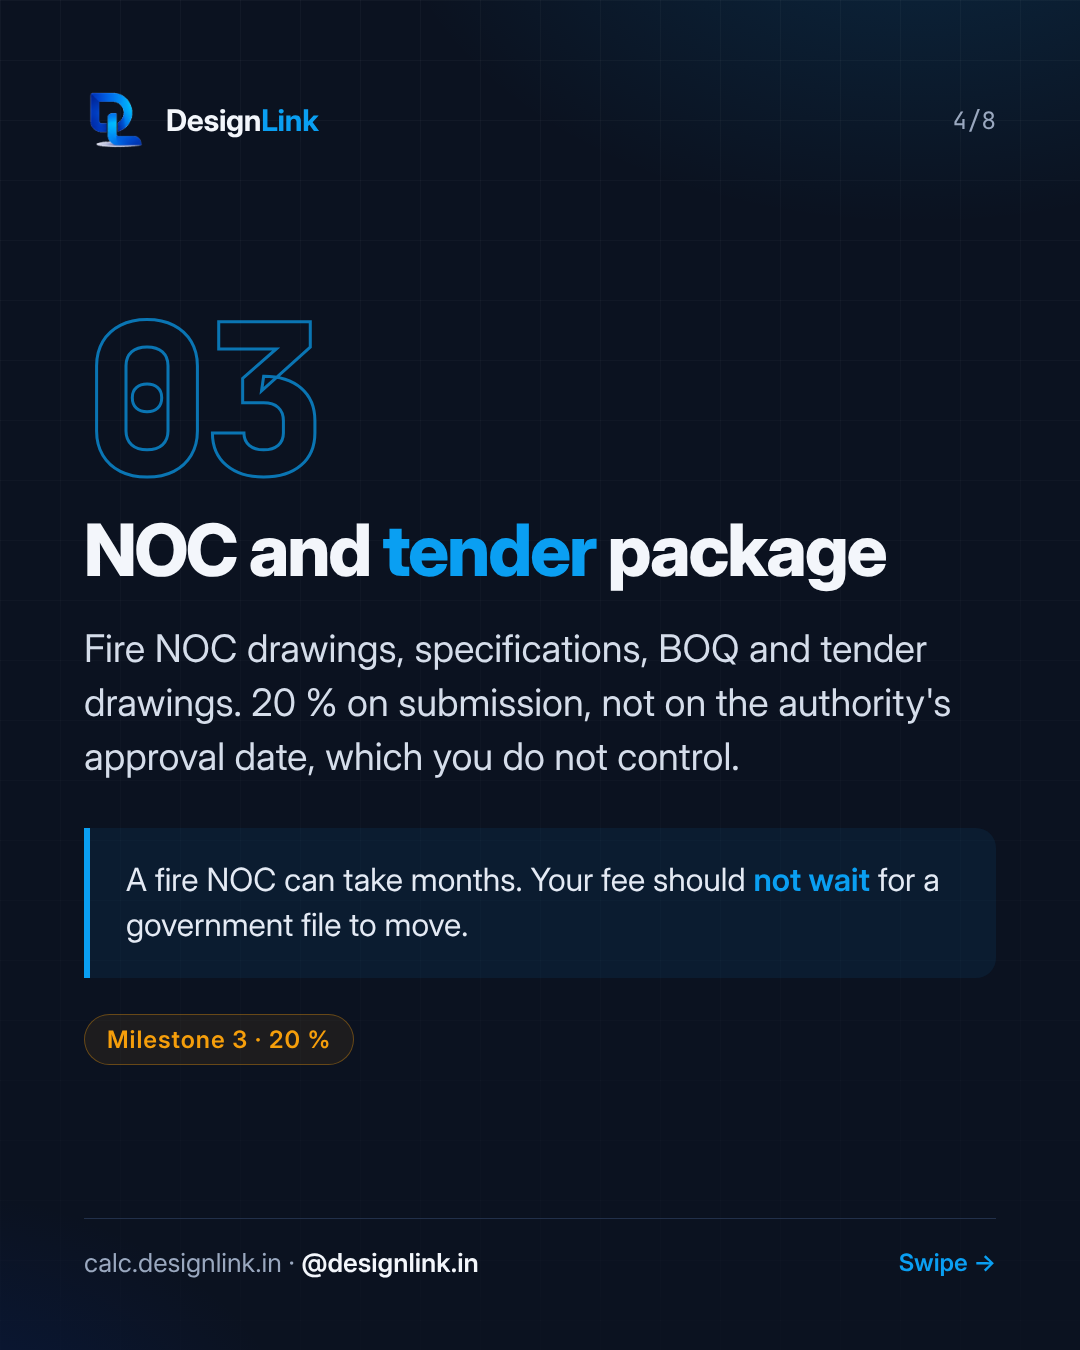 DesignLink
4/8
03
NOC and tender package
Fire NOC drawings, specifications, BOQ and tender
drawings. 20 % on submission, not on the authority's
approval date, which you do not control.
A fire NOC can take months. Your fee should not wait for a
government file to move.
Milestone 3 · 20 %
calc.designlink.in · @designlink.in
Swipe →